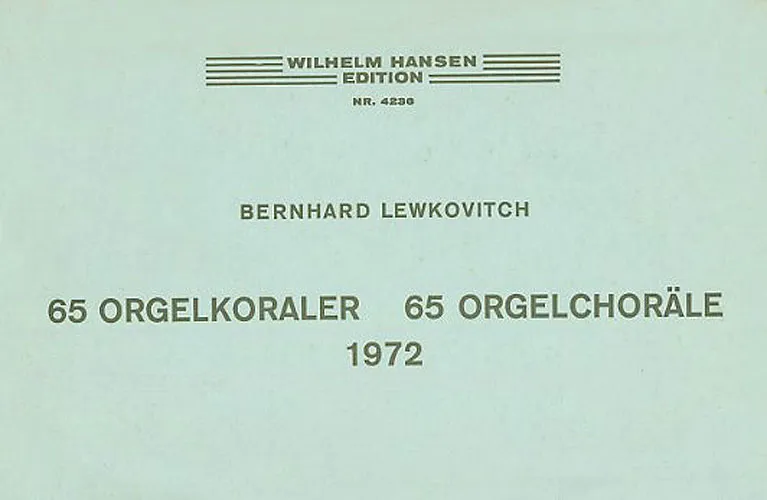 WILHELM HANSEN
EDITION
NR. 4236
BERNHARD LEWKOVITCH
65 ORGELKORALER 65 ORGELCHORÄLE
1972